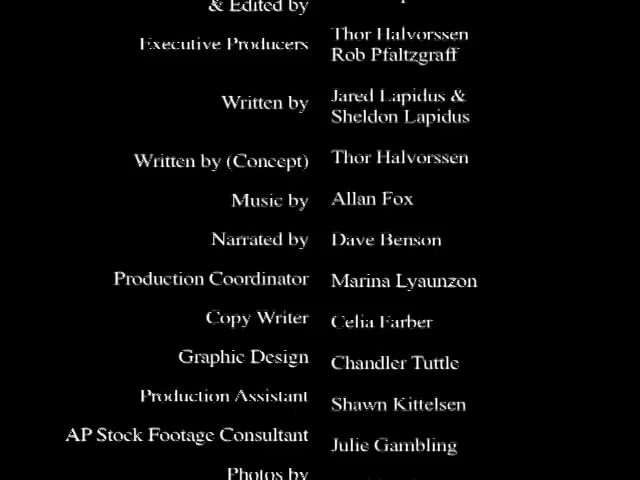 & Edited by
Executive Producers Thor Halvorssen
Rob Pfaltzgraff
Written by Jared Lapidus &
Sheldon Lapidus
Written by (Concept) Thor Halvorssen
Music by Allan Fox
Narrated by Dave Benson
Production Coordinator Marina Lyaunzon
Copy Writer Celia Farber
Graphic Design Chandler Tuttle
Production Assistant Shawn Kittelsen
AP Stock Footage Consultant Julie Gambling
Photos by